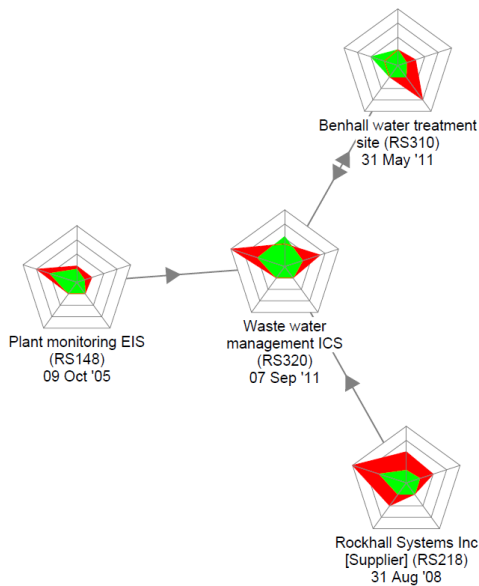 Benhall water treatment
site (RS310)
31 May '11
Plant monitoring EIS
(RS148)
09 Oct '05
Waste water
management ICS
(RS320)
07 Sep '11
Rockhall Systems Inc
[Supplier] (RS218)
31 Aug '08